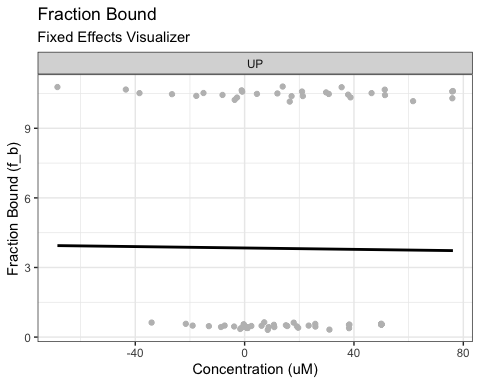 Fraction Bound
Fixed Effects Visualizer
UP
Fraction Bound (f_b)
9
6
3
0
-40
0
40
80
Concentration (uM)